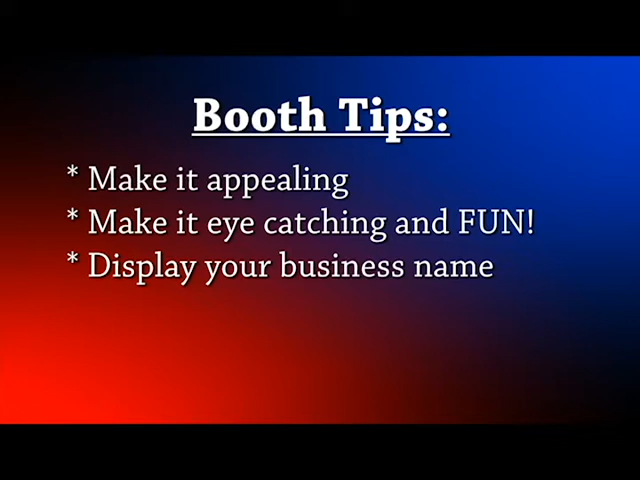 Booth Tips:
* Make it appealing
* Make it eye catching and FUN!
* Display your business name